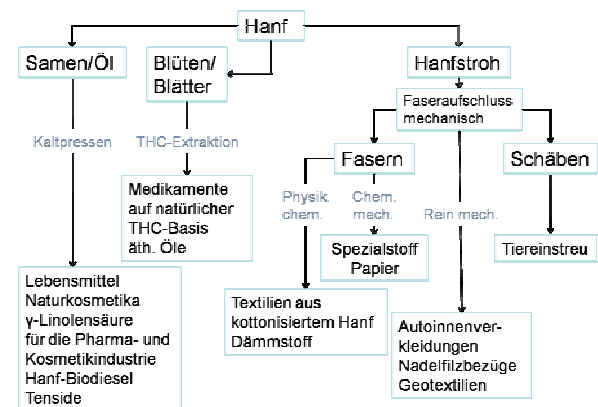 Hanf
Samen/Öl
Blüten/
Blätter
Hanfstroh
Faseraufschluss
mechanisch
Kaltpressen
THC-Extraktion
Fasern
Schäben
Medikamente
auf natürlicher
THC-Basis
äth. Öle
Physik.
chem.
Chem.
mech.
Rein mech.
Spezialstoff
Papier
Tiereinstreu
Lebensmittel
Naturkosmetika
γ-Linolensäure
für die Pharma- und
Kosmetikindustrie
Hanf-Biodiesel
Tenside
Textilien aus
kottonisiertem Hanf
Dämmstoff
Autoinnenver-
kleidungen
Nadelfilzbezüge
Geotextilien